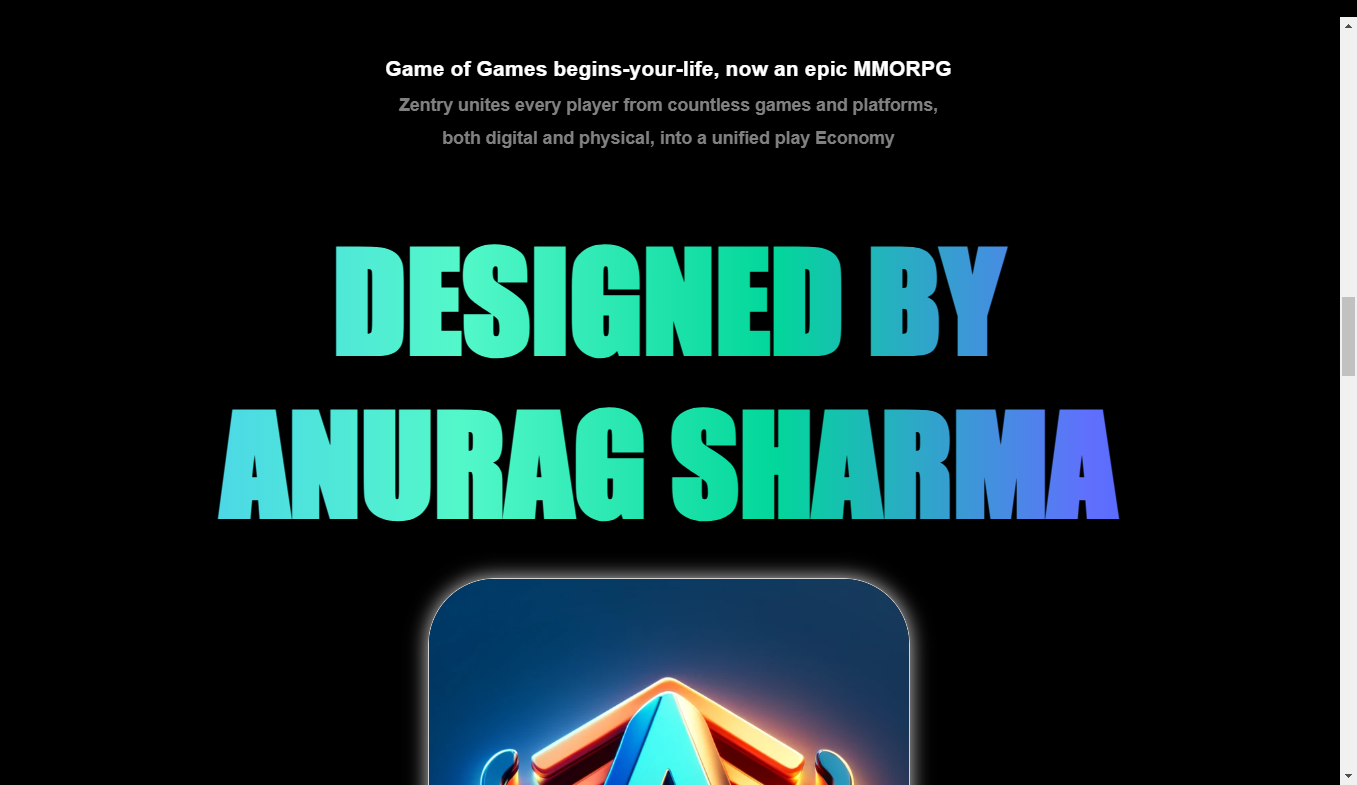 Game of Games begins-your-life, now an epic MMORPG
Zentry unites every player from countless games and platforms,
both digital and physical, into a unified play Economy
DESIGNED BY
ANURAG SHARMA